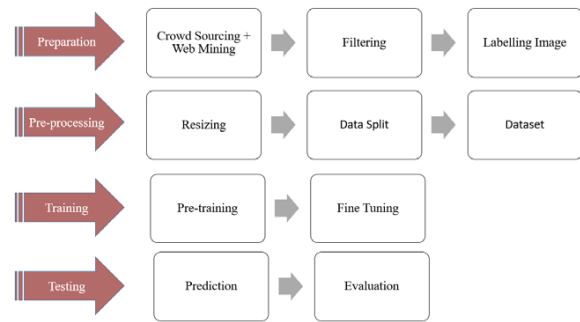 Preparation
Crowd Sourcing +
Web Mining
Filtering
Labelling Image
Pre-processing
Resizing
Data Split
Dataset
Training
Pre-training
Fine Tuning
Testing
Prediction
Evaluation